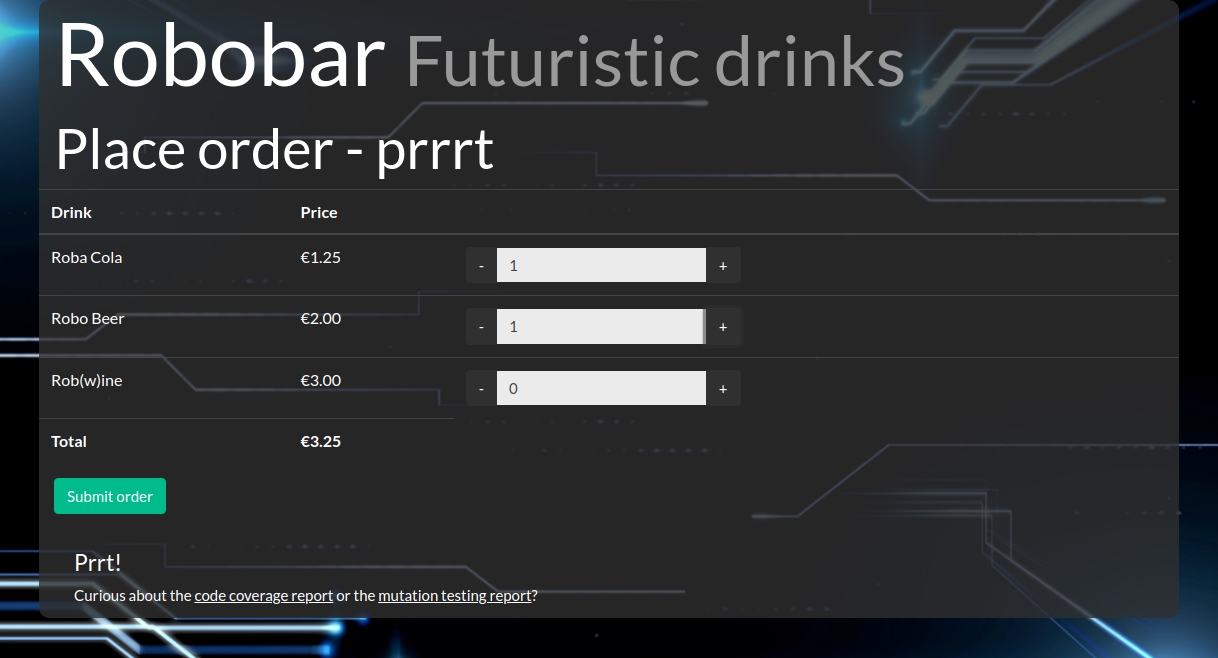 Robobar Futuristic drinks
Place order - prrrt
Drink Price
Roba Cola €1.25 - 1 +
Robo Beer €2.00 - 1 +
Rob(w)ine €3.00 - 0 +
Total €3.25
Submit order
Prrt!
Curious about the code coverage report or the mutation testing report?